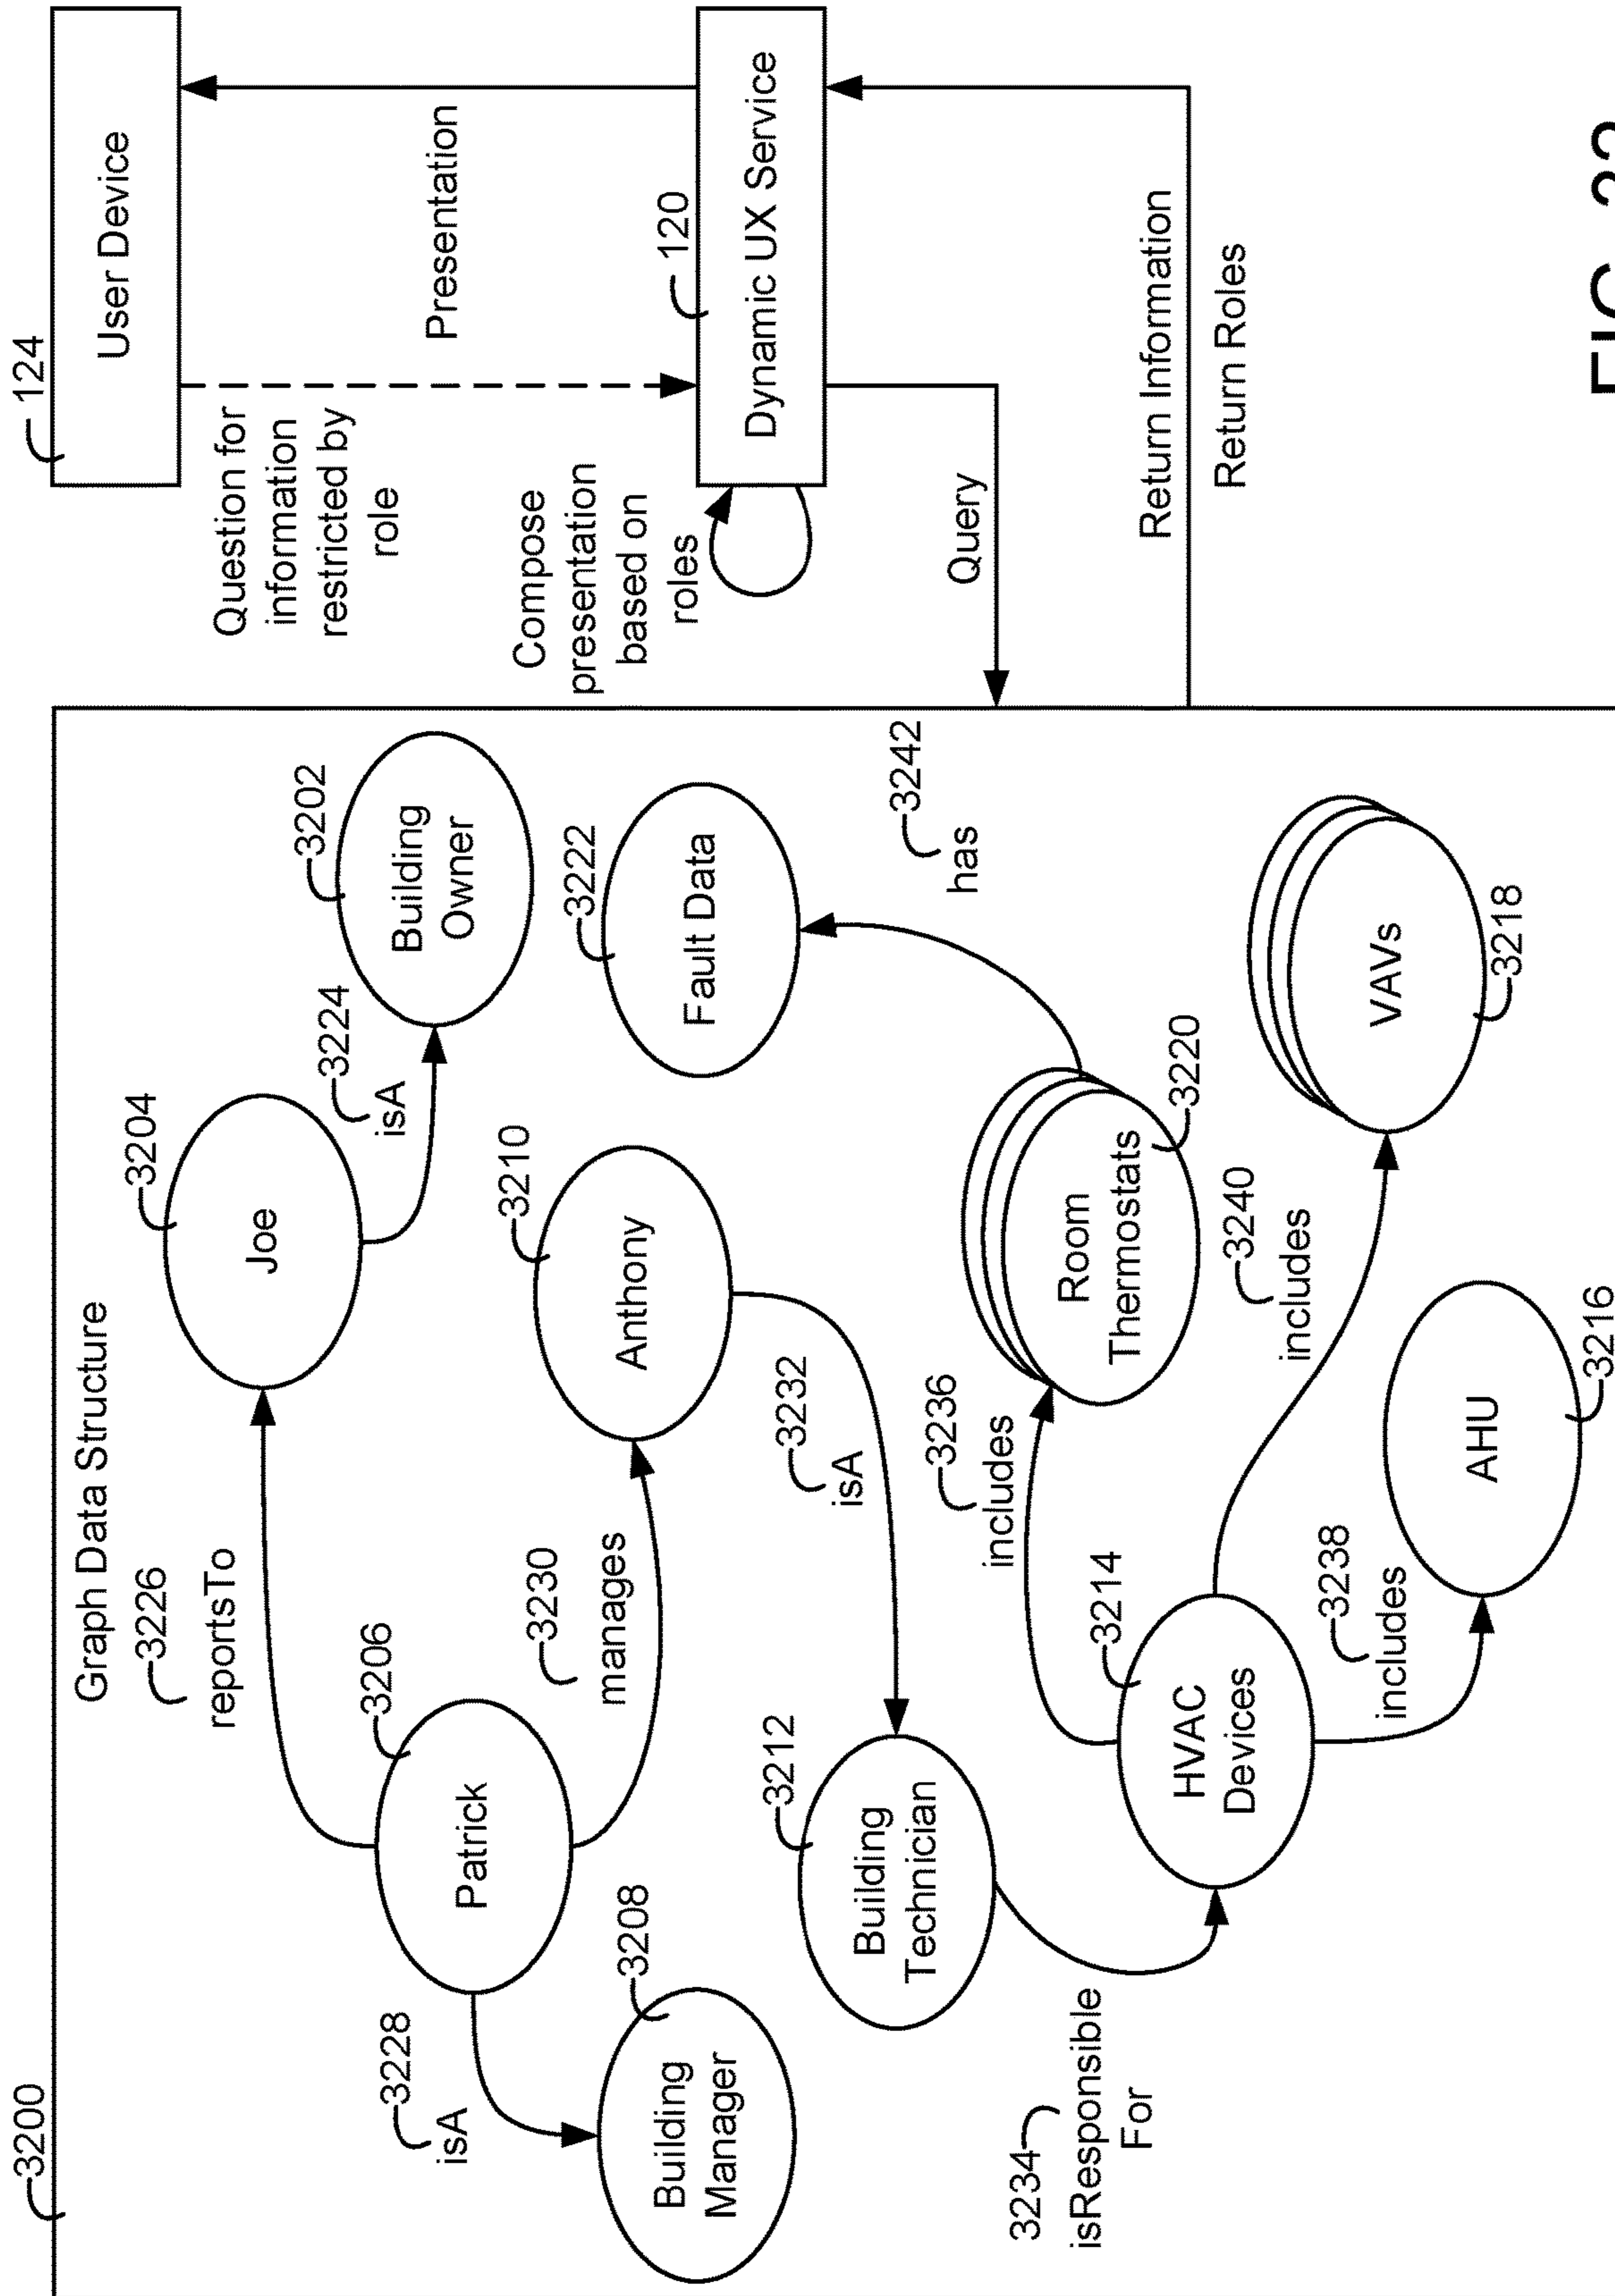 3200
124
Graph Data Structure
User Device
3226
reportsTo
3204
Joe
3224
isA
3202
Building
Owner
Question for
information
restricted by
role
Presentation
3228
isA
3206
Patrick
3230
manages
3210
Anthony
3222
Fault Data
3208
Building
Manager
Compose
presentation
based on
roles
120
Dynamic UX Service
3212
Building
Technician
3232
isA
3242
has
Query
3234
isResponsible
For
3236
includes
3220
Room
Thermostats
Return Information
Return Roles
3214
HVAC
Devices
3240
includes
3238
includes
VAVs
3218
AHU
3216